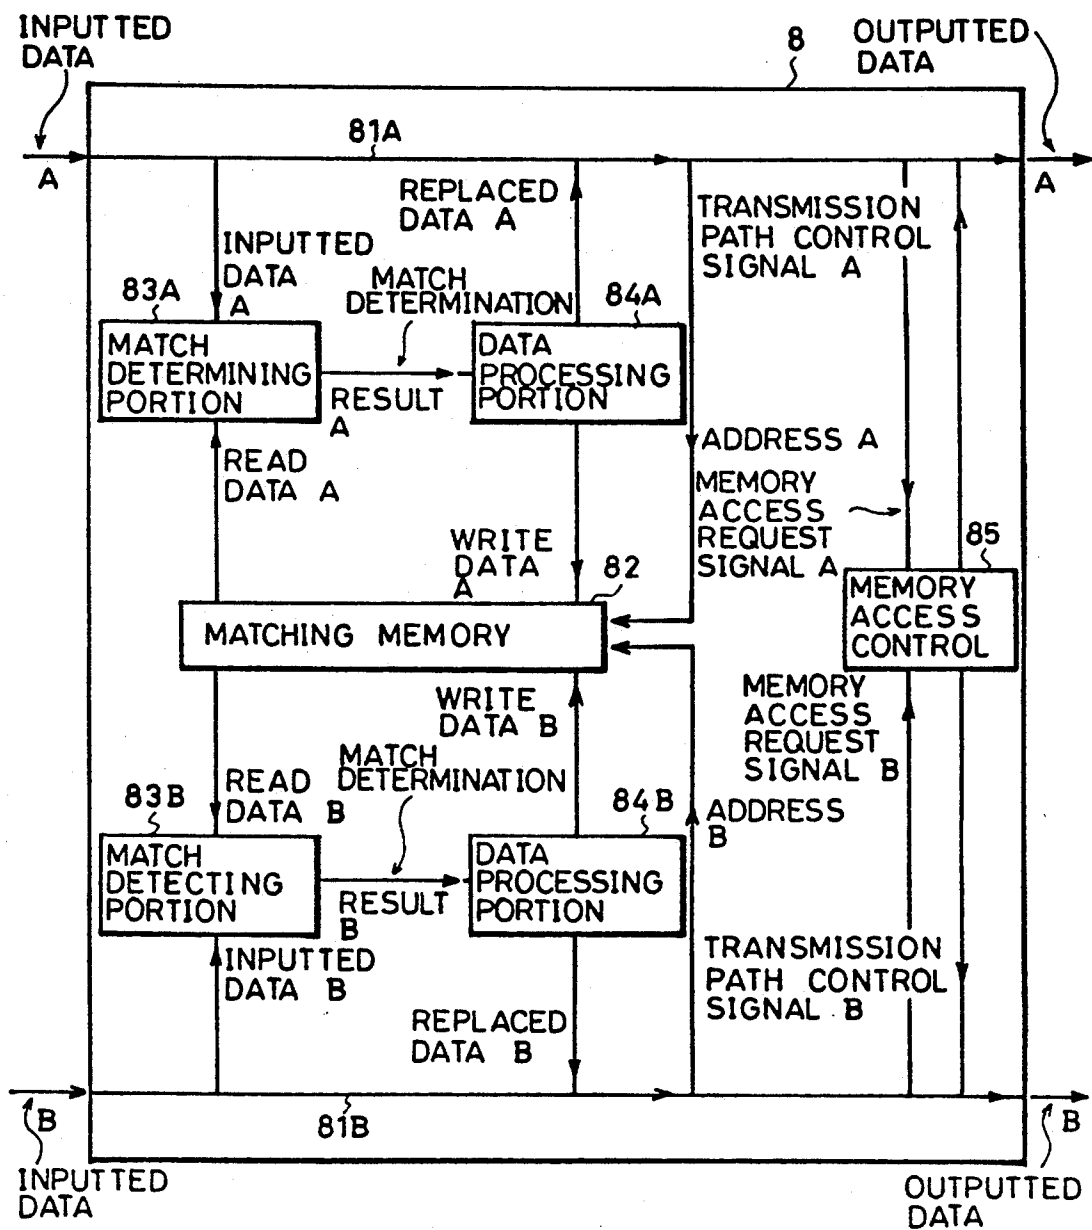 INPUTTED
DATA
A
8
OUTPUTTED
DATA
A
81A
REPLACED
DATA A
TRANSMISSION
PATH CONTROL
SIGNAL A
INPUTTED
DATA
A
MATCH
DETERMINATION
RESULT
A
83A
MATCH
DETERMINING
PORTION
84A
DATA
PROCESSING
PORTION
READ
DATA A
ADDRESS A
MEMORY
ACCESS
REQUEST
SIGNAL A
WRITE
DATA
A
82
MATCHING MEMORY
85
MEMORY
ACCESS
CONTROL
WRITE
DATA B
MEMORY
ACCESS
REQUEST
SIGNAL B
READ
DATA B
MATCH
DETERMINATION
RESULT
B
83B
MATCH
DETECTING
PORTION
84B
DATA
PROCESSING
PORTION
ADDRESS
B
INPUTTED
DATA B
TRANSMISSION
PATH CONTROL
SIGNAL B
REPLACED
DATA B
81B
B
INPUTTED
DATA
B
OUTPUTTED
DATA